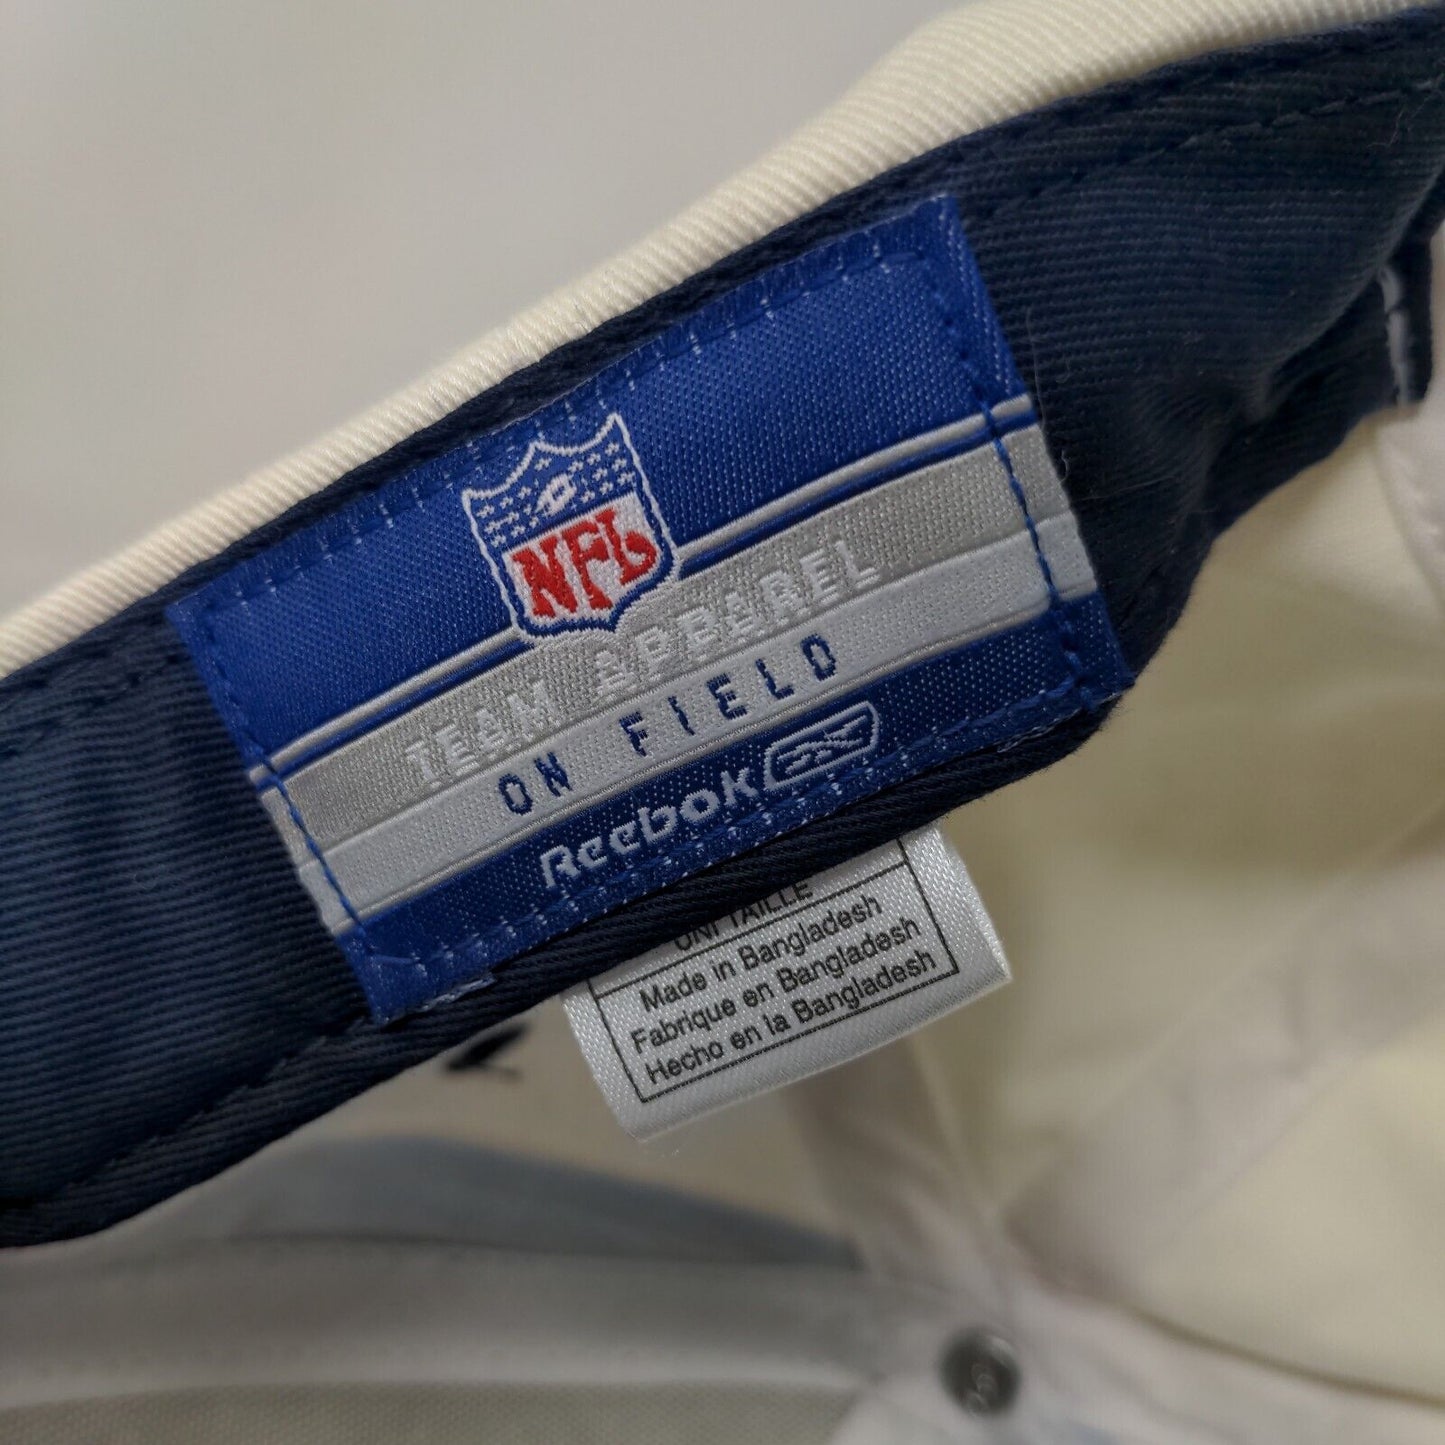 NFL
TEAM APPAREL
ON FIELD
Reebok
UNI TAILLE
Made in Bangladesh
Fabrique en Bangladesh
Hecho en la Bangladesh